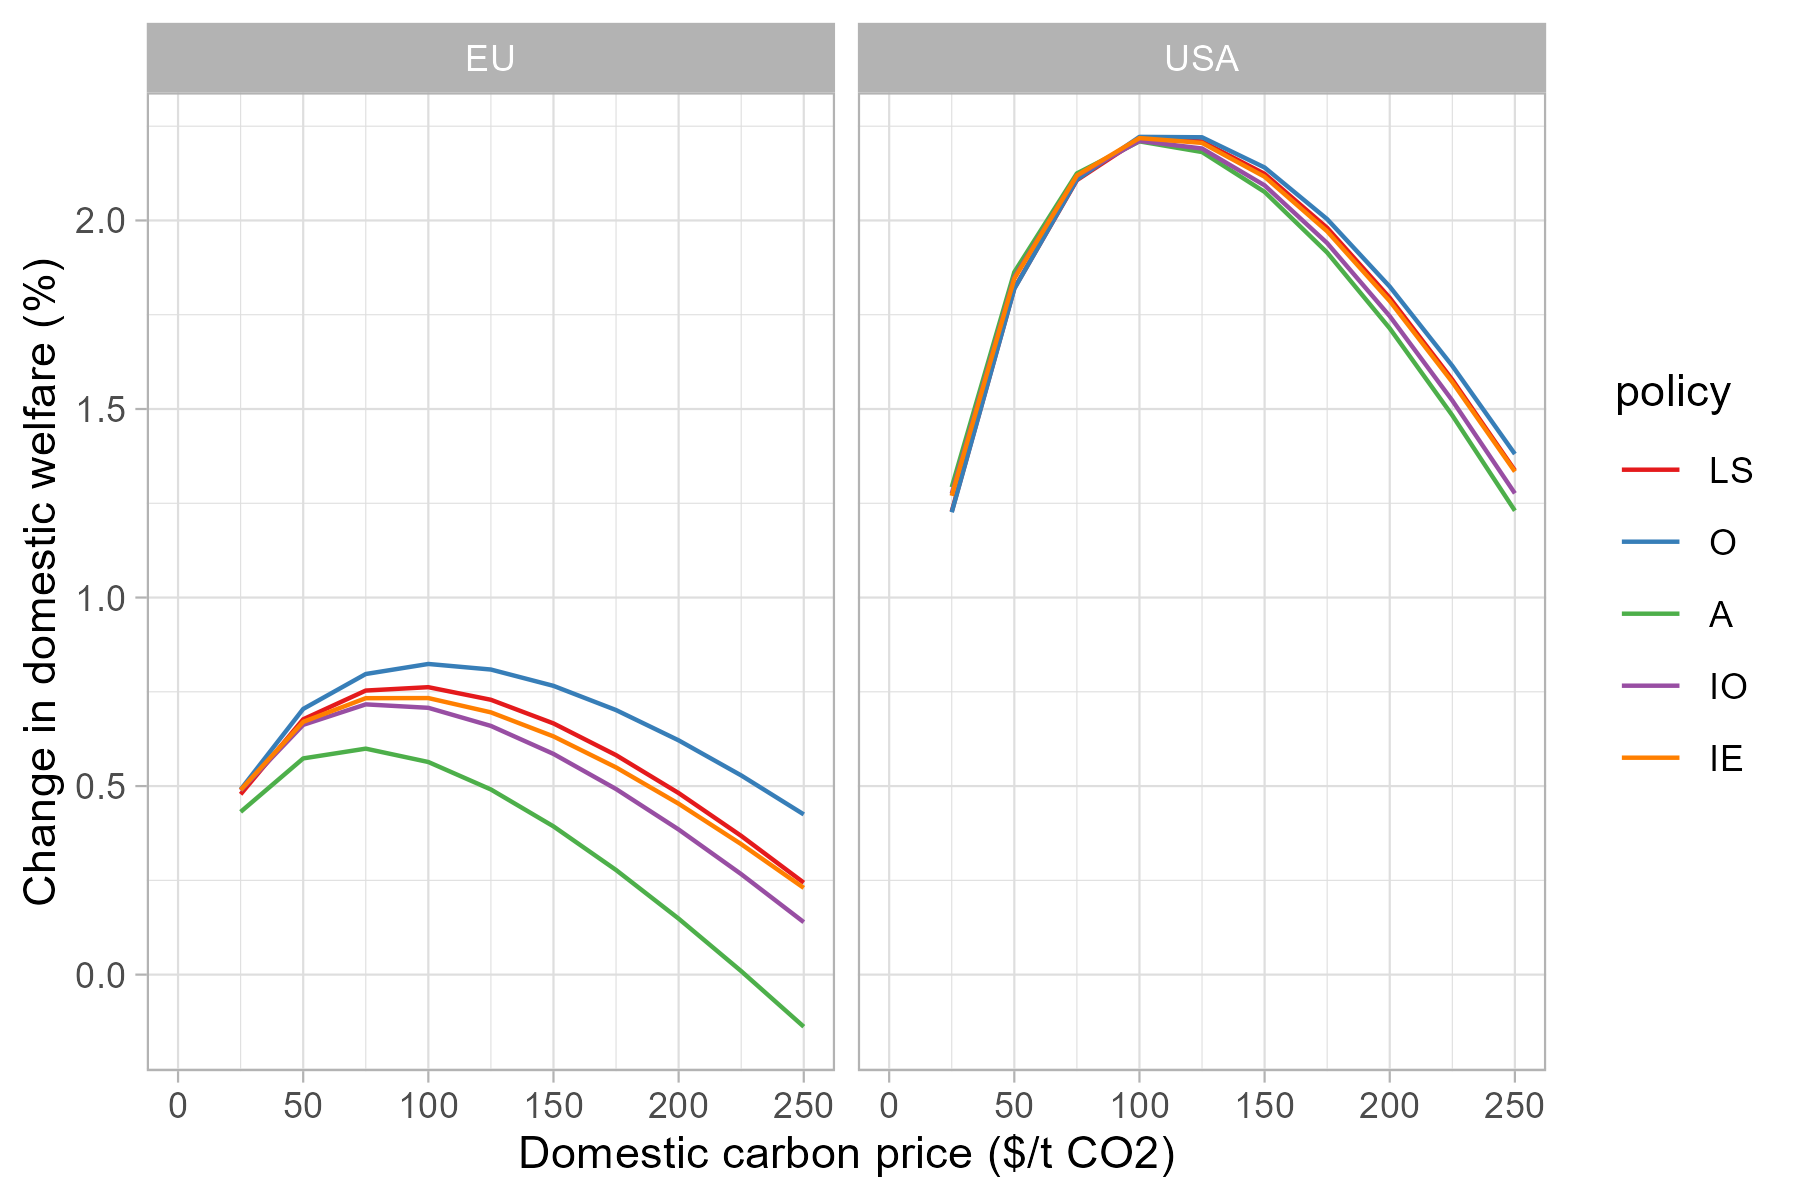 EU
USA
Change in domestic welfare (%)
2.0
1.5
1.0
0.5
0.0
0 50 100 150 200 250
0 50 100 150 200 250
Domestic carbon price ($/t CO2)
policy
LS
O
A
IO
IE